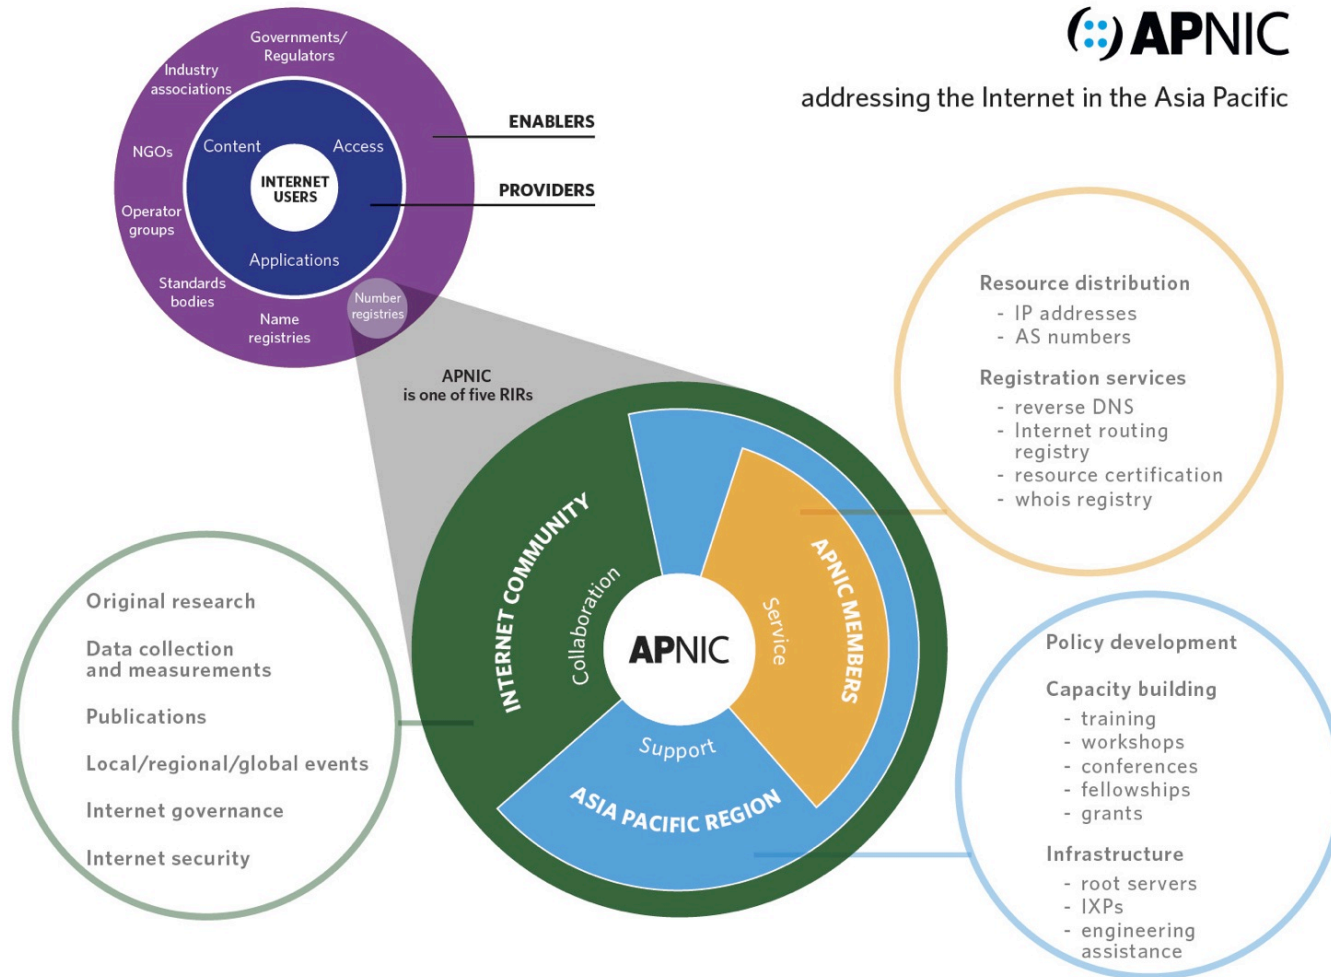 APNIC
addressing the Internet in the Asia Pacific
Governments/
Regulators
Industry
associations
NGOs
Operator
groups
Standards
bodies
Name
registries
Number
registries
Content
Access
Applications
INTERNET
USERS
ENABLERS
PROVIDERS
APNIC
is one of five RIRs
INTERNET COMMUNITY
Collaboration
APNIC
Service
APNIC MEMBERS
Support
ASIA PACIFIC REGION
Resource distribution
- IP addresses
- AS numbers
Registration services
- reverse DNS
- Internet routing
registry
- resource certification
- whois registry
Original research
Data collection
and measurements
Publications
Local/regional/global events
Internet governance
Internet security
Policy development
Capacity building
- training
- workshops
- conferences
- fellowships
- grants
Infrastructure
- root servers
- IXPs
- engineering
assistance